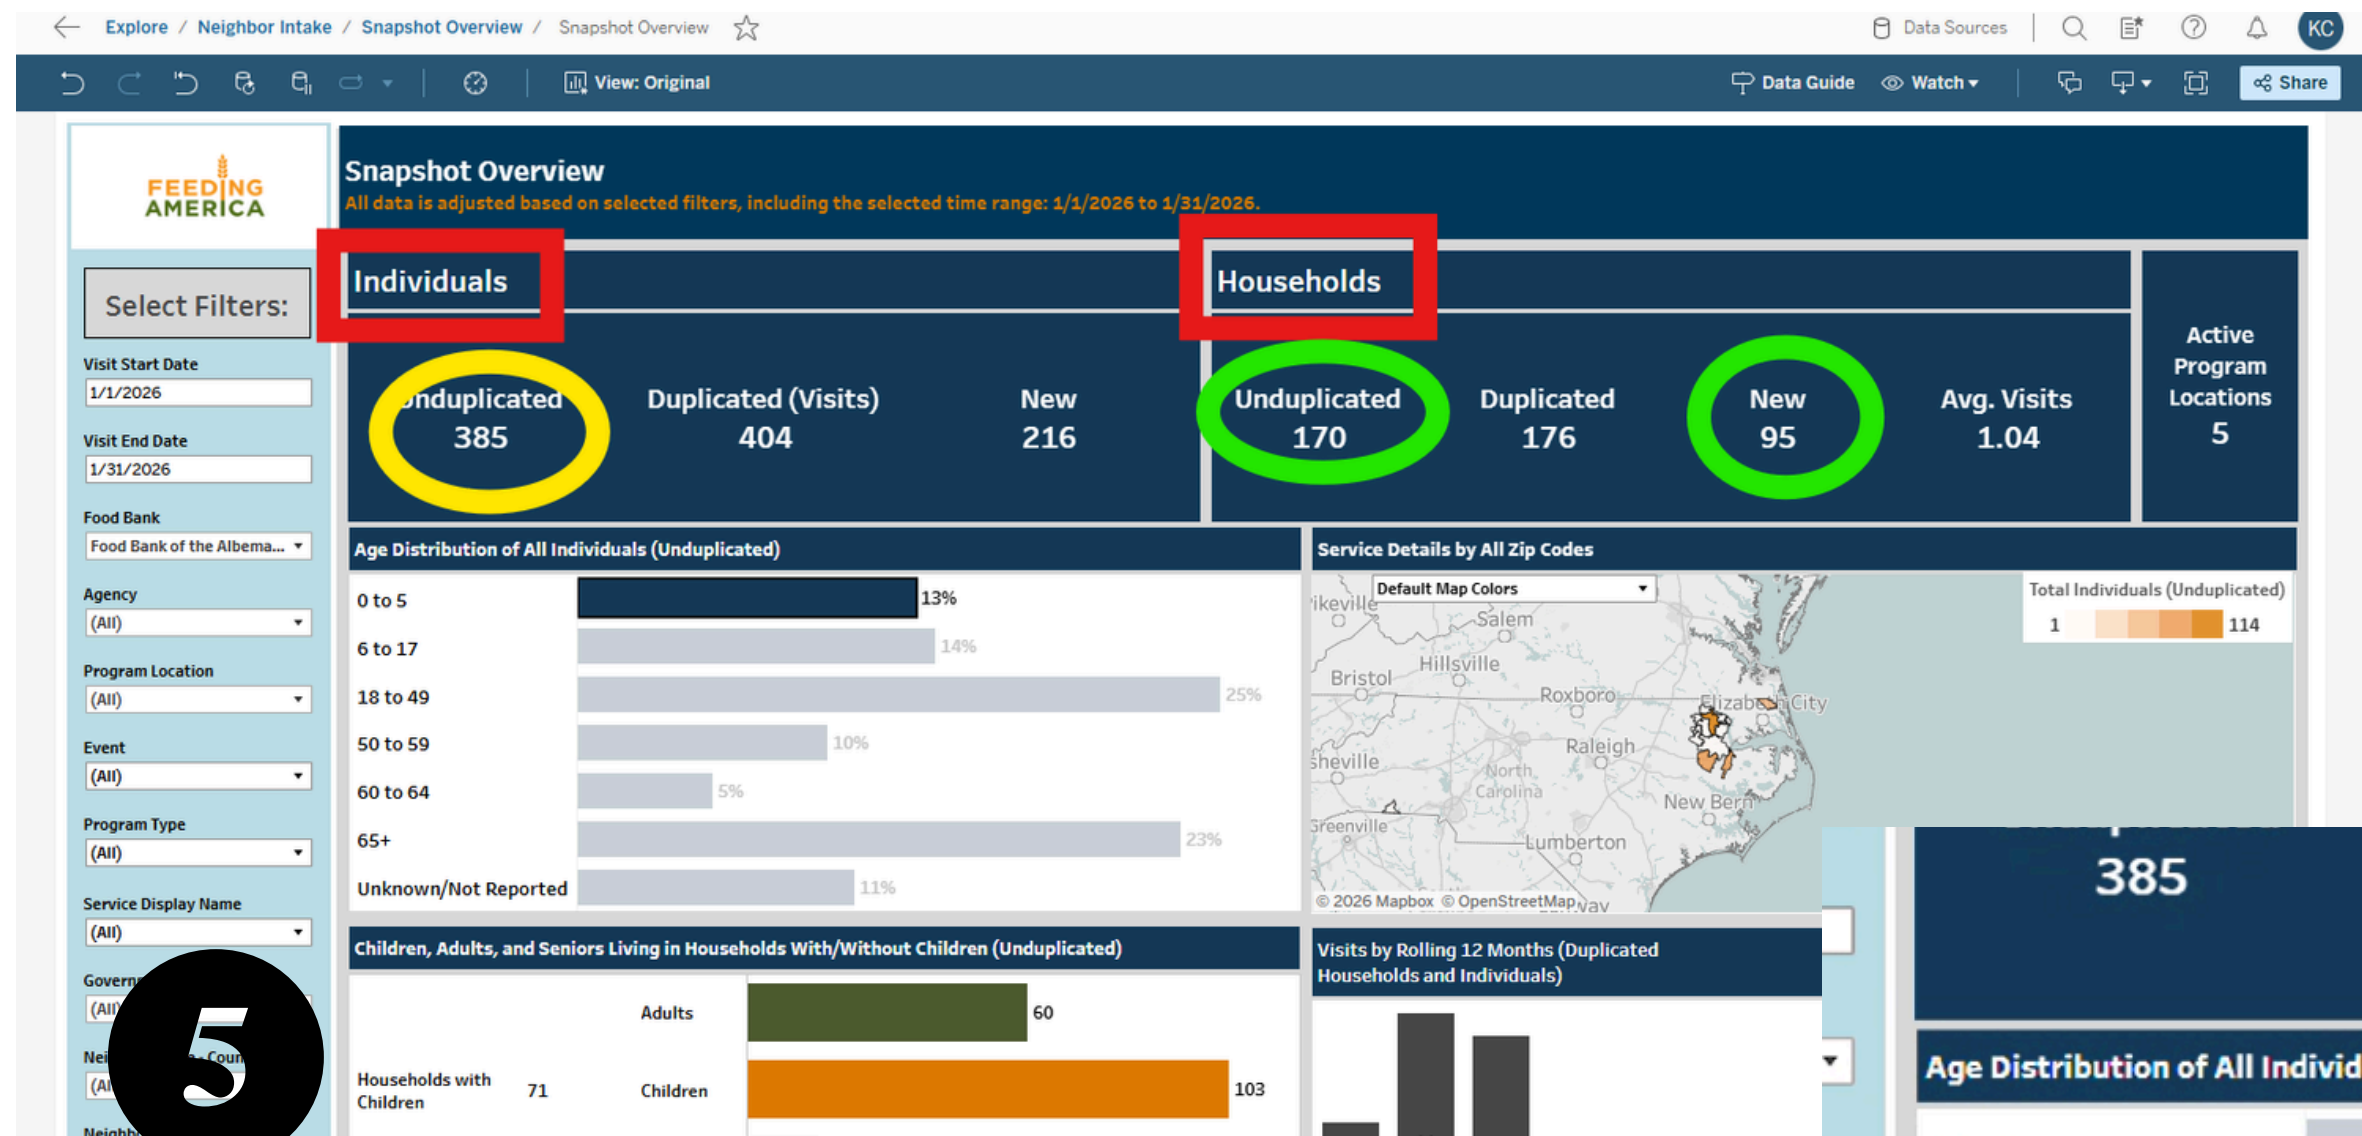 Explore / Neighbor Intake / Snapshot Overview / Snapshot Overview
Data Sources
KC
View: Original
Data Guide
Watch
Share
FEEDING
AMERICA
Snapshot Overview
All data is adjusted based on selected filters, including the selected time range: 1/1/2026 to 1/31/2026.
Select Filters:
Visit Start Date
1/1/2026
Visit End Date
1/31/2026
Food Bank
Food Bank of the Albema...
Agency
(All)
Program Location
(All)
Event
(All)
Program Type
(All)
Service Display Name
(All)
Individuals
Unduplicated
385
Duplicated (Visits)
404
New
216
Households
Unduplicated
170
Duplicated
176
New
95
Avg. Visits
1.04
Active
Program
Locations
5
Age Distribution of All Individuals (Unduplicated)
0 to 5 13%
6 to 17 14%
18 to 49 25%
50 to 59 10%
60 to 64 5%
65+ 23%
Unknown/Not Reported 11%
Service Details by All Zip Codes
Default Map Colors
Total Individuals (Unduplicated)
1 114
Salem
Hillsville
Bristol
Roxboro
Elizabeth City
Raleigh
North
Carolina
New Bern
Lumberton
© 2026 Mapbox © OpenStreetMap
Children, Adults, and Seniors Living in Households With/Without Children (Unduplicated)
Adults 60
Households with
Children
71
Children 103
Visits by Rolling 12 Months (Duplicated
Households and Individuals)
385
Age Distribution of All Individ
5